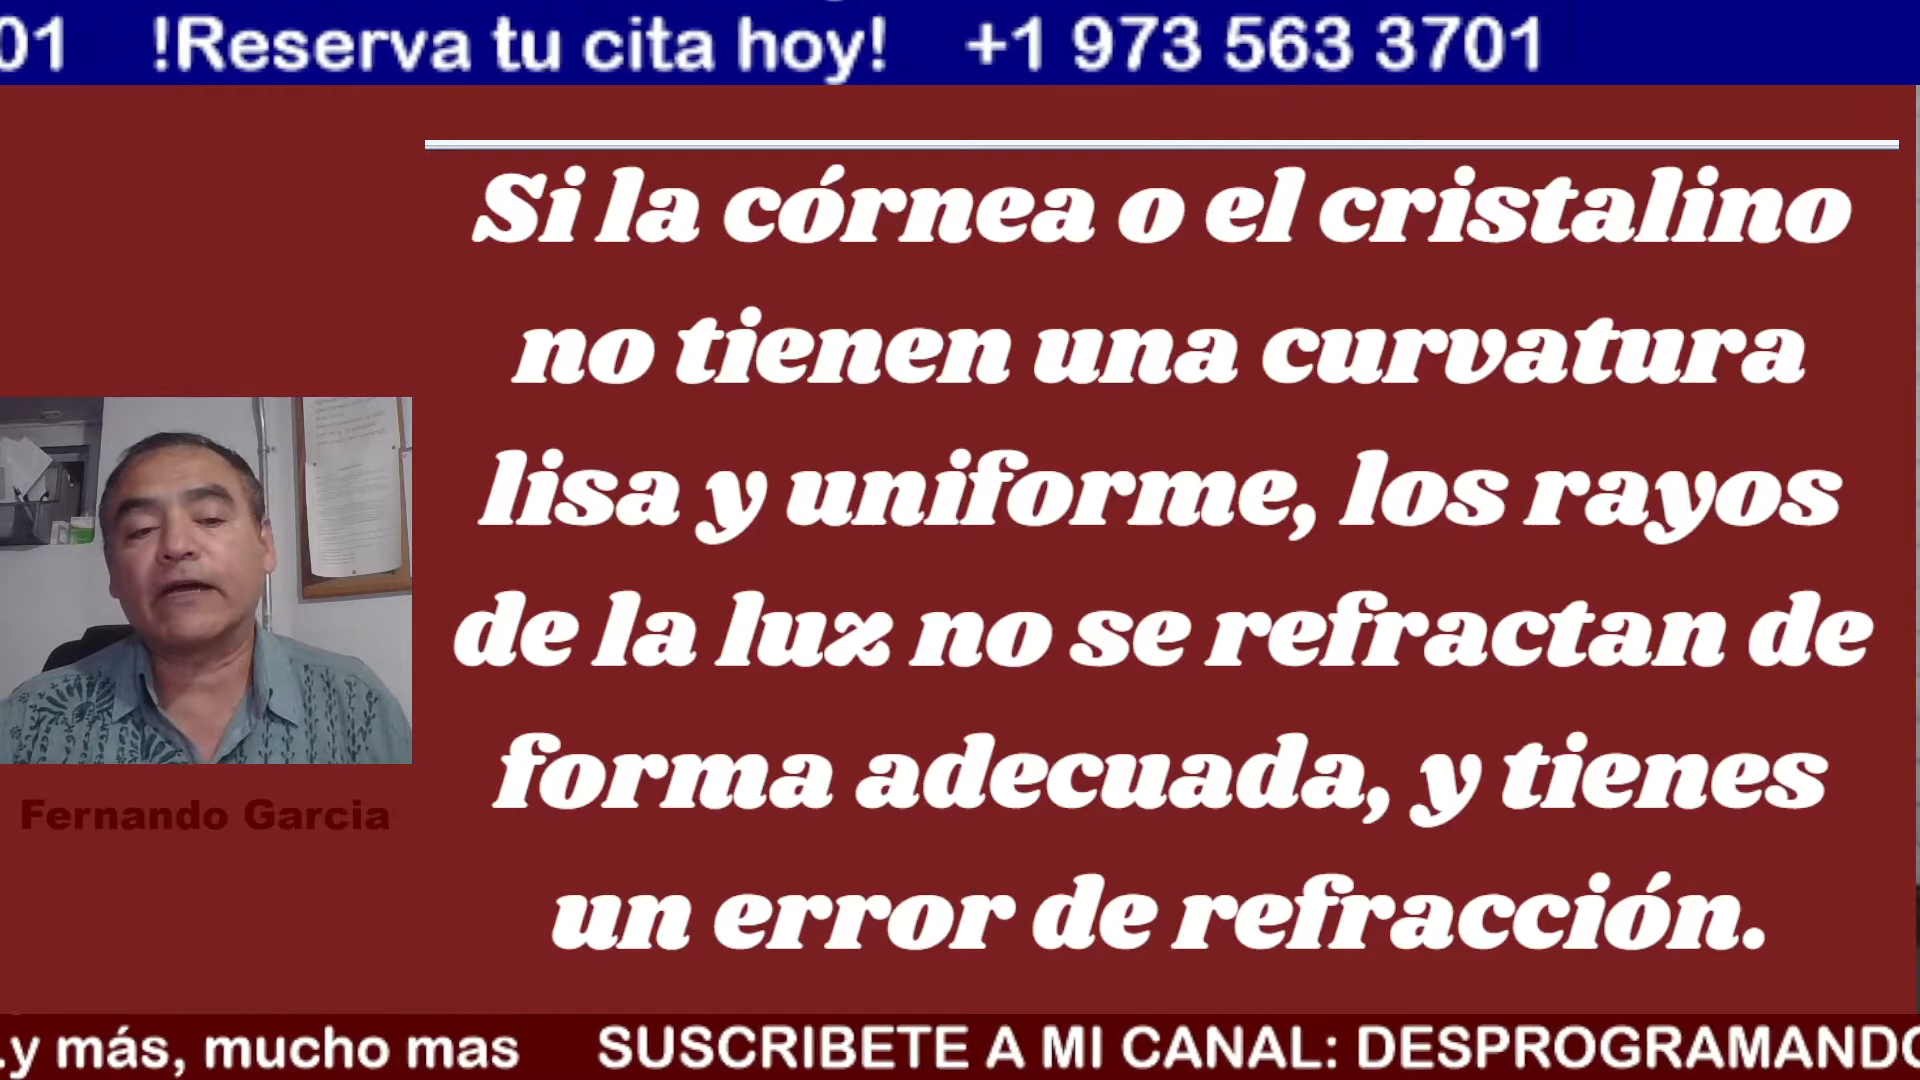 01 !Reserva tu cita hoy! +1 973 563 3701
Si la córnea o el cristalino
no tienen una curvatura
lisa y uniforme, los rayos
de la luz no se refractan de
forma adecuada, y tienes
un error de refracción.
Fernando Garcia
.y más, mucho mas SUSCRIBETE A MI CANAL: DESPROGRAMANDO